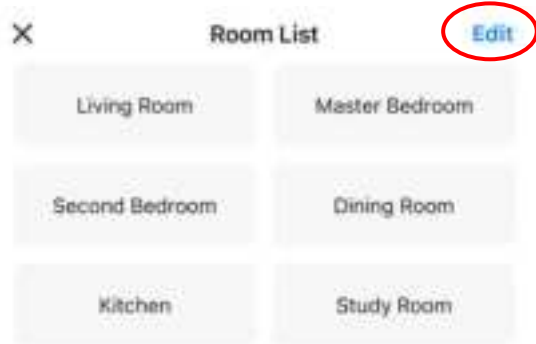 × Room List Edit
Living Room Master Bedroom
Second Bedroom Dining Room
Kitchen Study Room